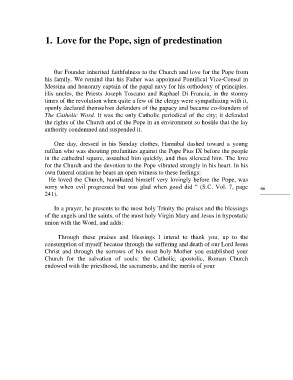 1. Love for the Pope, sign of predestination
Our Founder inherited faithfulness to the Church and love for the Pope from
his family. We remind that his Father was appointed Pontifical Vice-Consul in
Messina and honorary captain of the papal navy for his orthodoxy of principles.
His uncles, the Priests Joseph Toscano and Raphael Di Francia, in the stormy
times of the revolution when quite a few of the clergy were sympathizing with it,
openly declared themselves defenders of the papacy and became co-founders of
The Catholic Word. It was the only Catholic periodical of the city; it defended
the rights of the Church and of the Pope in an environment so hostile that the lay
authority condemned and suspended it.
One day, dressed in his Sunday clothes, Hannibal dashed toward a young
ruffian who was shouting profanities against the Pope Pius IX before the people
in the cathedral square, assaulted him quickly, and thus silenced him. The love
for the Church and the devotion to the Pope vibrated strongly in his heart. In his
own funeral oration he bears an open witness to these feelings:
He loved the Church, humiliated himself very lovingly before the Pope, was
sorry when evil progressed but was glad when good did " (S.C. Vol. 7, page
241).
In a prayer, he presents to the most holy Trinity the praises and the blessings
of the angels and the saints, of the most holy Virgin Mary and Jesus in hypostatic
union with the Word, and adds:
Through these praises and blessings I intend to thank you, up to the
consumption of myself because through the suffering and death of our Lord Jesus
Christ and through the sorrows of his most holy Mother you established your
Church for the salvation of souls: the Catholic, apostolic, Roman Church
endowed with the priesthood, the sacraments, and the merits of your